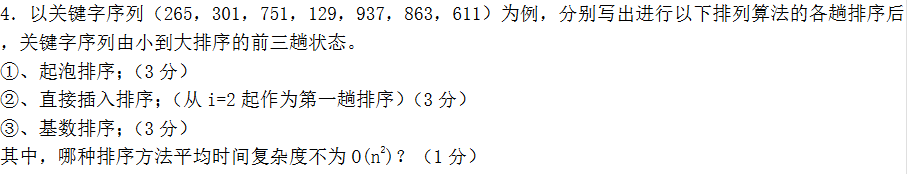 4．以关键字序列（265，301，751，129，937，863，611）为例，分别写出进行以下排列算法的各趟排序后
，关键字序列由小到大排序的前三趟状态。
①、起泡排序；（3 分）
②、直接插入排序；（从 i=2 起作为第一趟排序）（3 分）
③、基数排序；（3 分）
其中，哪种排序方法平均时间复杂度不为 O(n²)？（1 分）